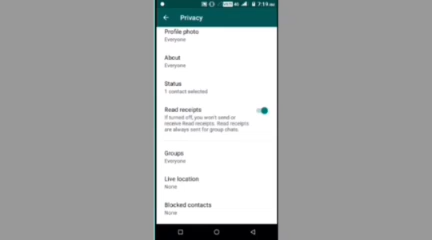 7:19 AM
Privacy
Profile photo
Everyone
About
Everyone
Status
1 contact selected
Read receipts
If turned off, you won't send or
receive Read receipts. Read receipts
are always sent for group chats.
Groups
Everyone
Live location
None
Blocked contacts
None